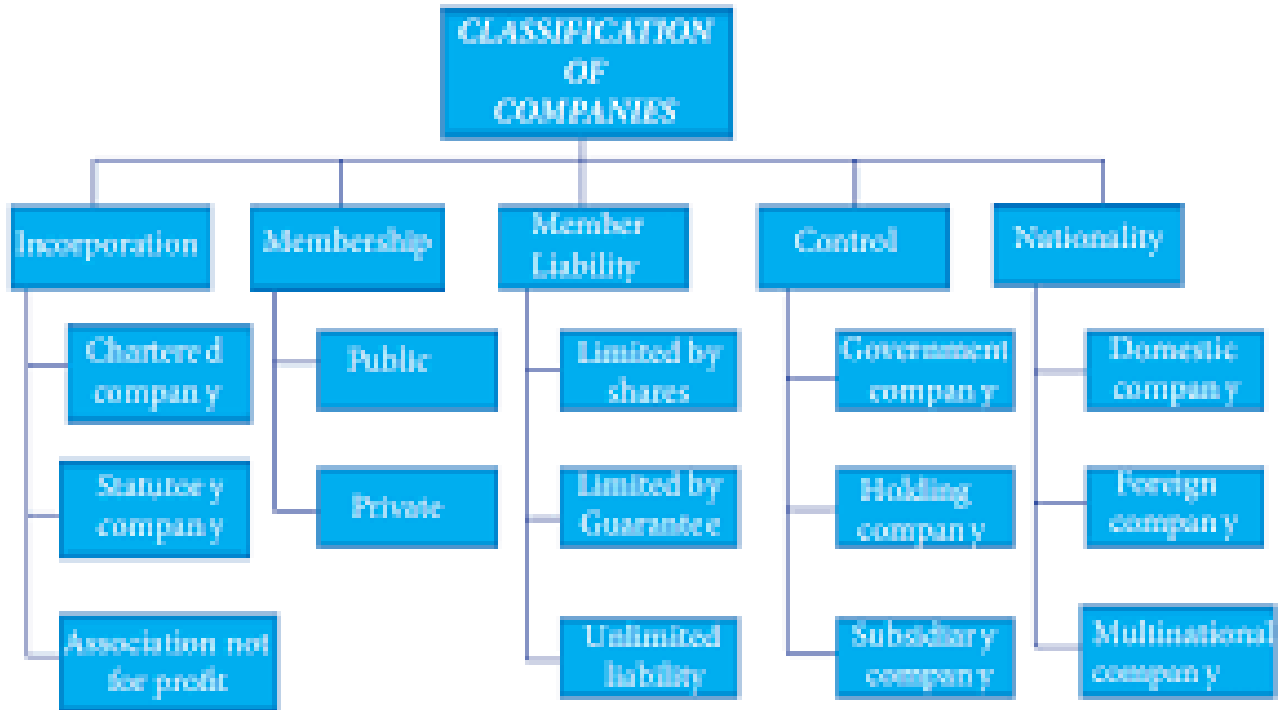 CLASSIFICATION
OF
COMPANIES
Incorporation
Membership
Member
Liability
Control
Nationality
Chartered
company
Public
Limited by
shares
Government
company
Domestic
company
Statutory
company
Private
Limited by
Guarantee
Holding
company
Foreign
company
Association not
for profit
Unlimited
liability
Subsidiary
company
Multinational
company